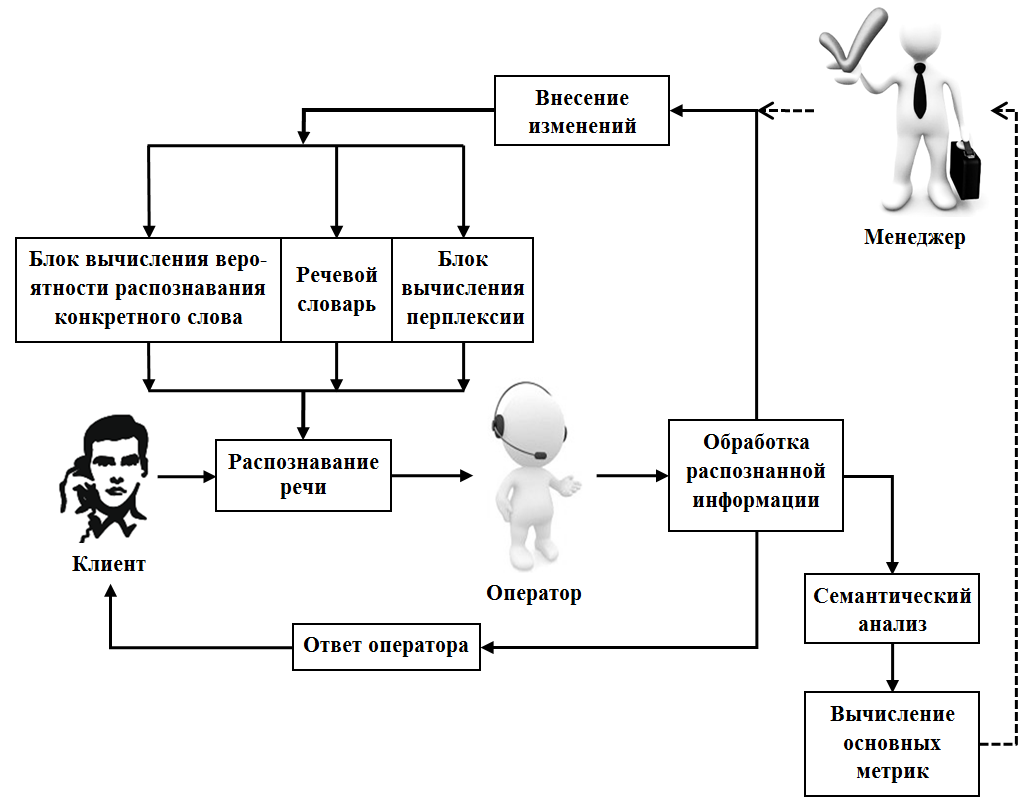 Внесение
изменений
Менеджер
Блок вычисления веро-
ятности распознавания
конкретного слова
Речевой
словарь
Блок
вычисления
перплексии
Клиент
Распознавание
речи
Оператор
Обработка
распознанной
информации
Ответ оператора
Семантический
анализ
Вычисление
основных
метрик